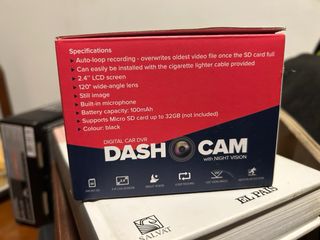 Specifications
▸ Auto-loop recording - overwrites oldest video file once the SD card full
▸ Can easily be installed with the cigarette lighter cable provided
▸ 2.4" LCD screen
▸ 120° wide-angle lens
▸ Still image
▸ Built-in microphone
▸ Battery capacity: 100mAh
▸ Supports Micro SD card up to 32GB (not included)
▸ Colour: black
DIGITAL CAR DVR
DASH CAM
with NIGHT VISION
SALVAT
EL PAIS